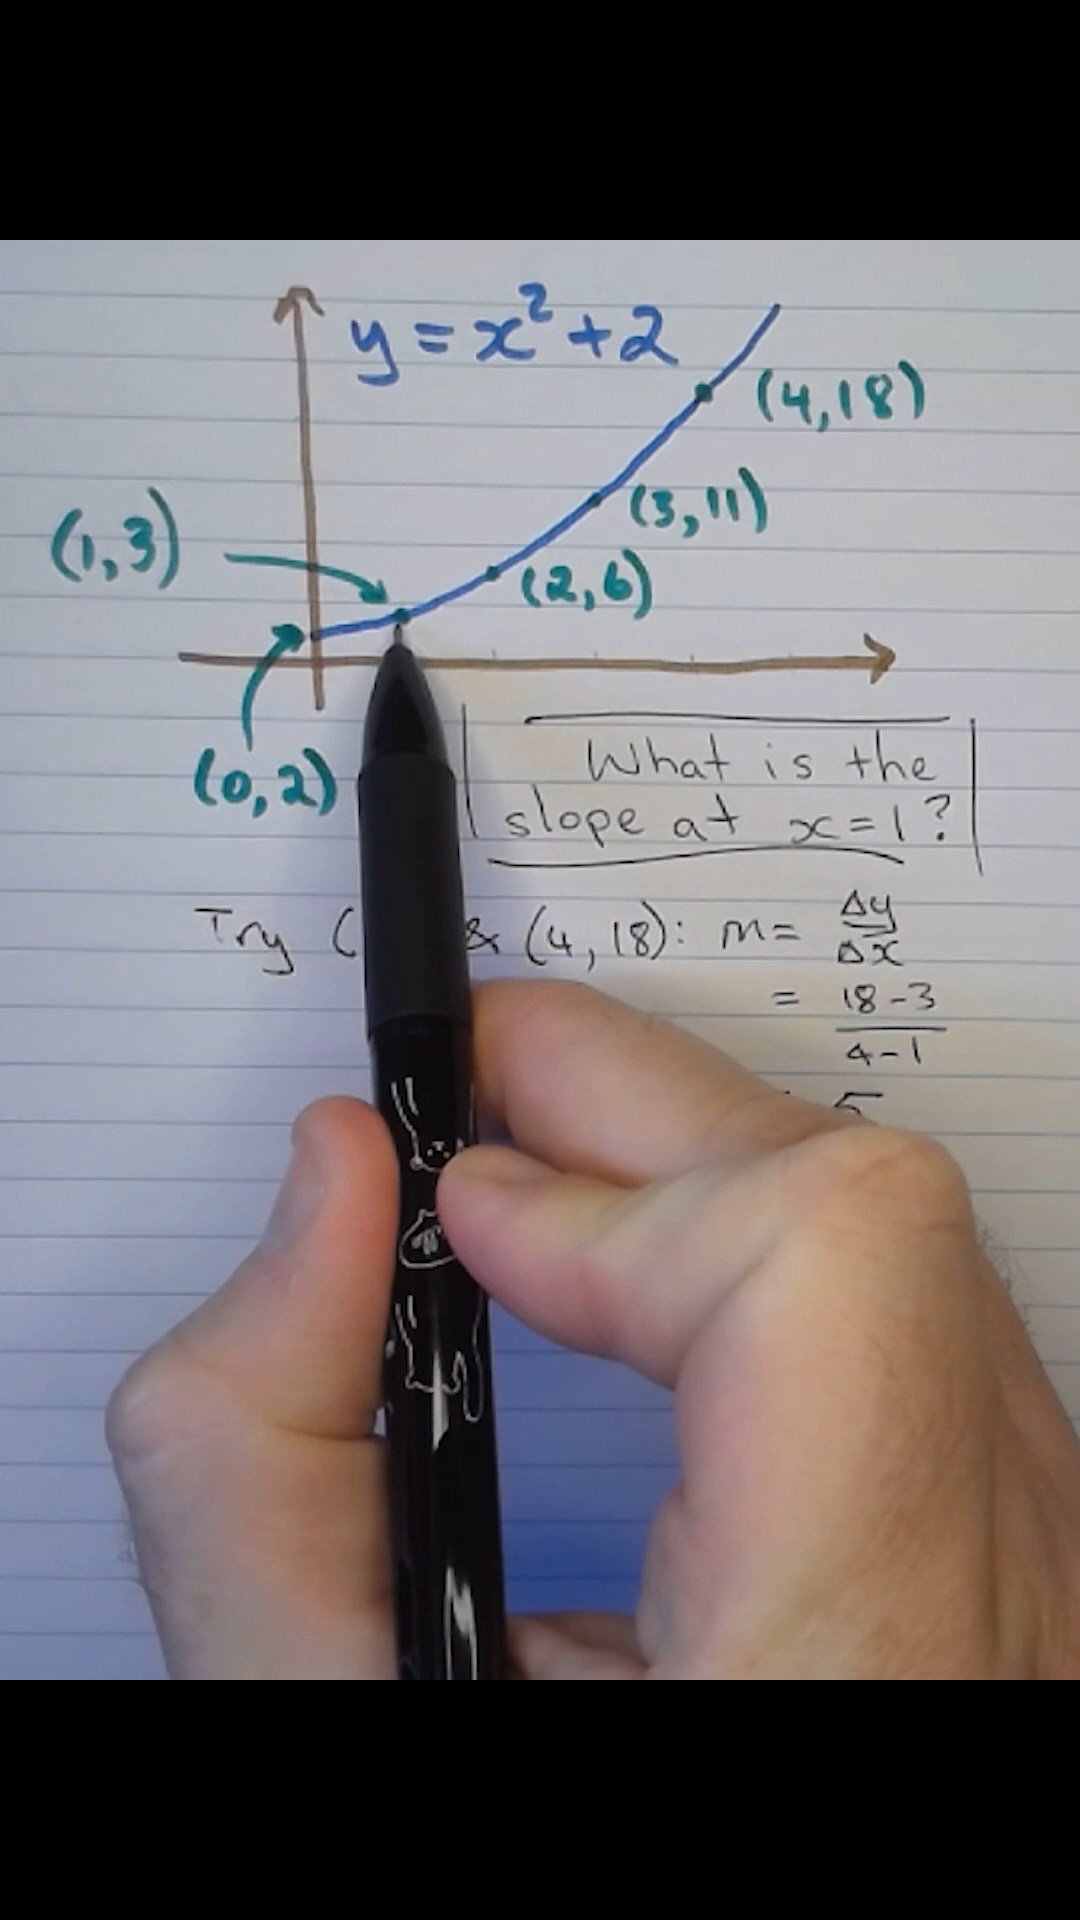 y = x² + 2
(4,18)
(3,11)
(1,3)
(2,6)
(0,2)
What is the
slope at x=1?
Try ( & (4,18): m = Δy/Δx
= 18-3/4-1
5